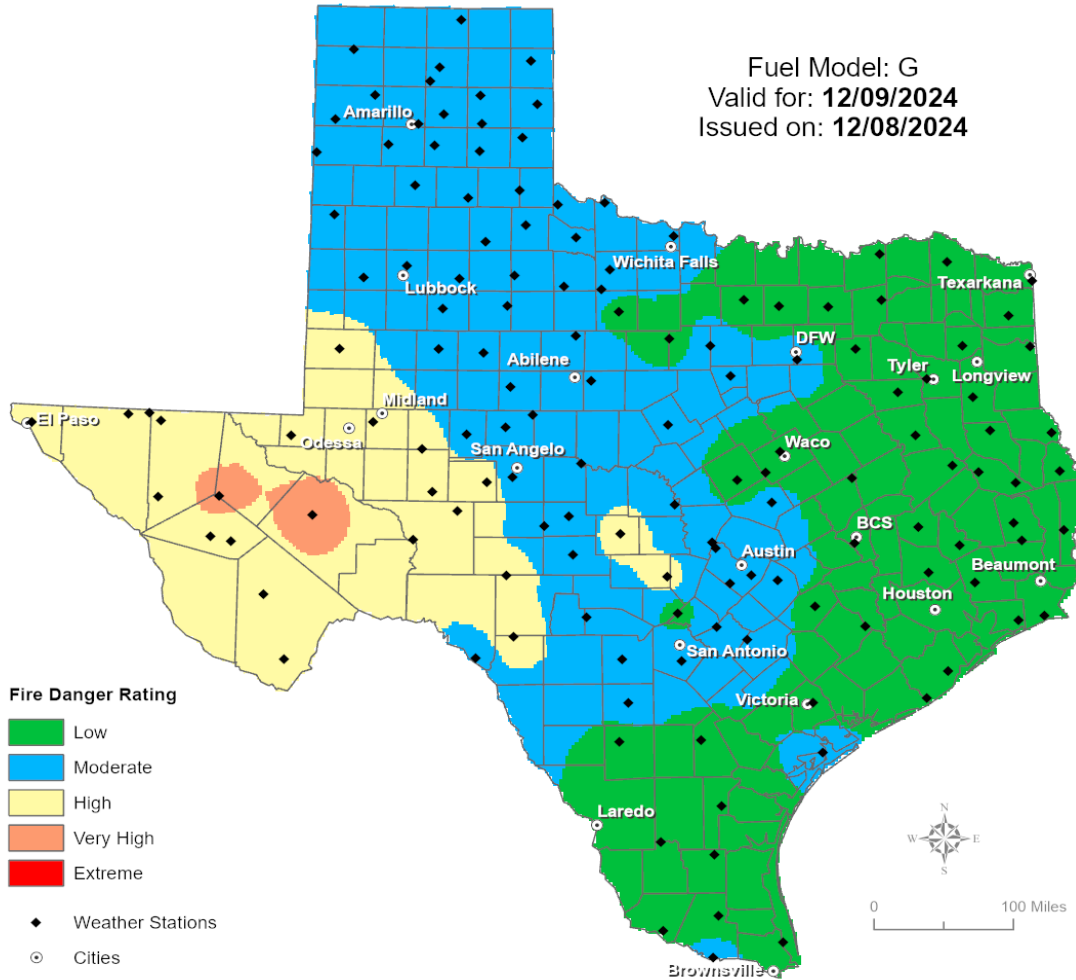 Fuel Model: G
Valid for: 12/09/2024
Issued on: 12/08/2024
Amarillo
Wichita Falls
Lubbock
Texarkana
DFW
Abilene
Tyler
Longview
Midland
El Paso
Odessa
San Angelo
Waco
BCS
Austin
Beaumont
Houston
San Antonio
Victoria
Laredo
Brownsville
Fire Danger Rating
Low
Moderate
High
Very High
Extreme
Weather Stations
Cities
N
W E
S
0 100 Miles